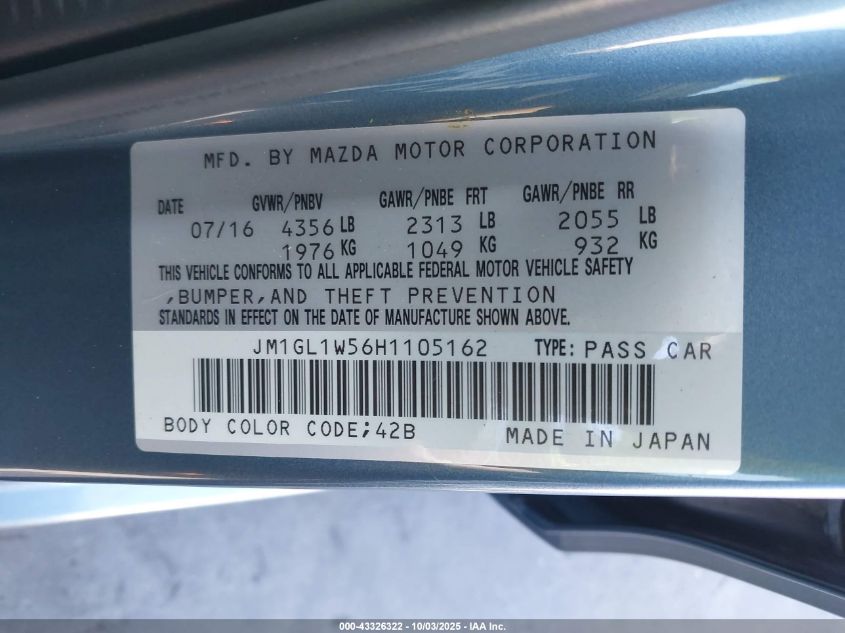 MFD. BY MAZDA MOTOR CORPORATION
DATE GVWR/PNBV GAWR/PNBE FRT GAWR/PNBE RR
07/16 4356 LB 2313 LB 2055 LB
1976 KG 1049 KG 932 KG
THIS VEHICLE CONFORMS TO ALL APPLICABLE FEDERAL MOTOR VEHICLE SAFETY
,BUMPER,AND THEFT PREVENTION
STANDARDS IN EFFECT ON THE DATE OF MANUFACTURE SHOWN ABOVE.
JM1GL1W56H1105162 TYPE: PASS CAR
BODY COLOR CODE;42B MADE IN JAPAN
000-43326322 - 10/03/2025 - IAA Inc.